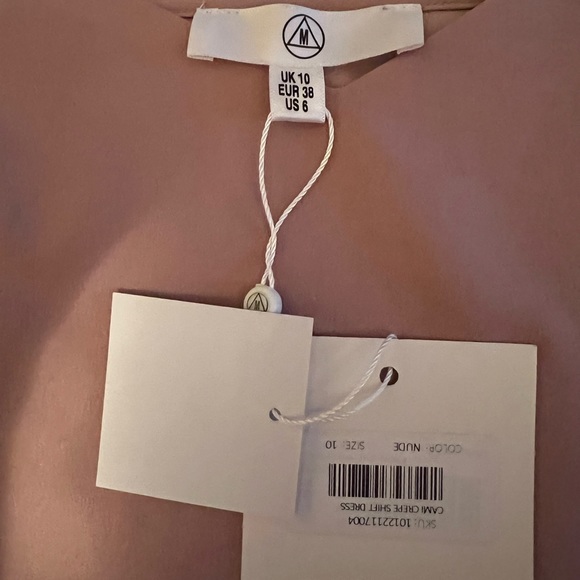 M
UK 10
EUR 38
US 6
M
SKU: 10122117004
CAMI CREPE SHIFT DRESS
COLOR: NUDE SIZE: 10